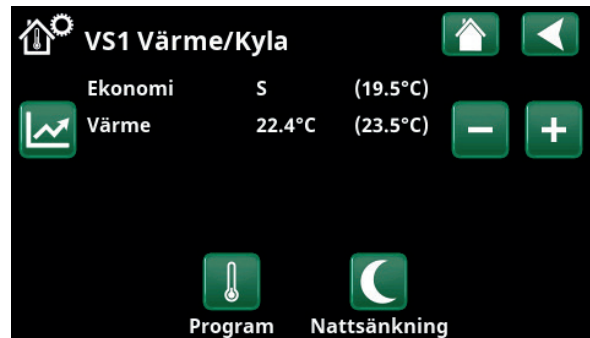 VS1 Värme/Kyla
Ekonomi S (19.5°C)
Värme 22.4°C (23.5°C)
Program Nattsänkning